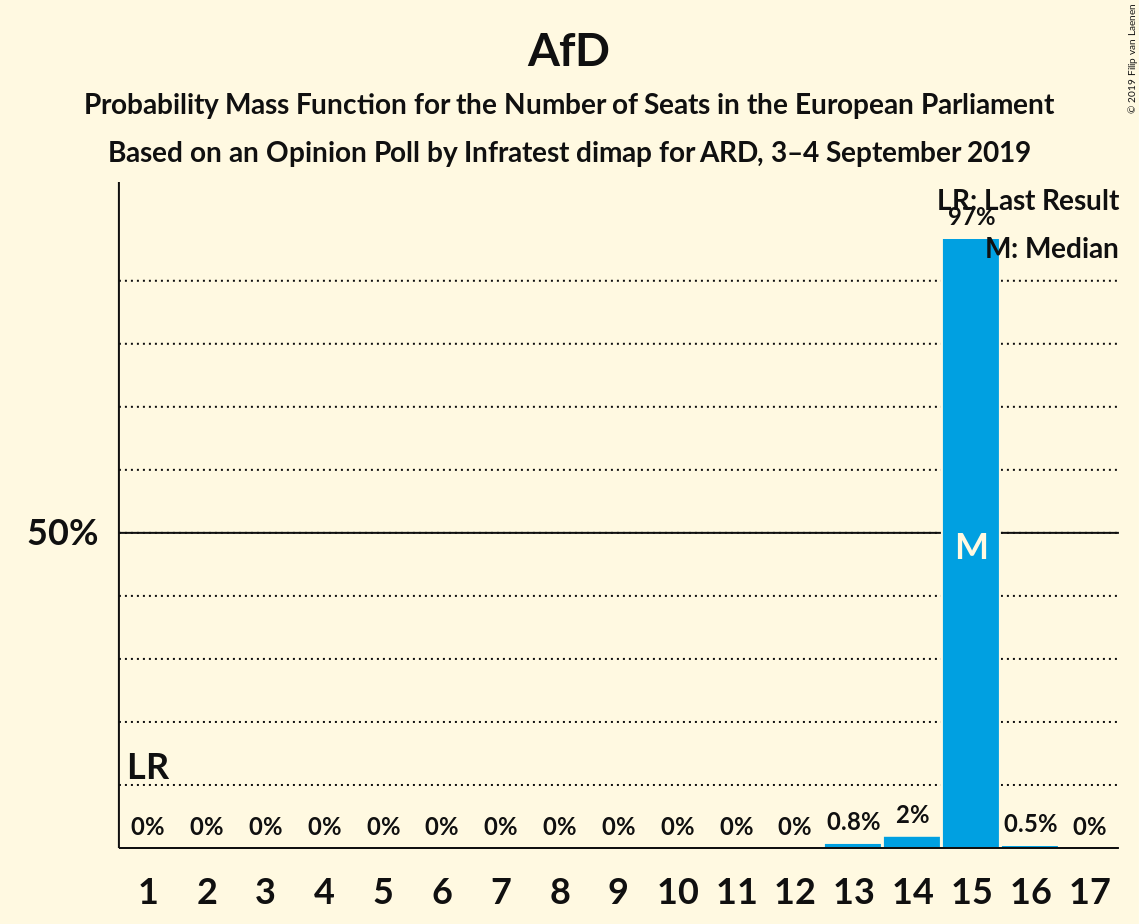 AfD
Probability Mass Function for the Number of Seats in the European Parliament
Based on an Opinion Poll by Infratest dimap for ARD, 3–4 September 2019
© 2019 Filip van Laenen
LR: Last Result
M: Median
97%
50%
M
LR
0% 0% 0% 0% 0% 0% 0% 0% 0% 0% 0% 0% 0.8% 2% 0.5% 0%
1 2 3 4 5 6 7 8 9 10 11 12 13 14 15 16 17